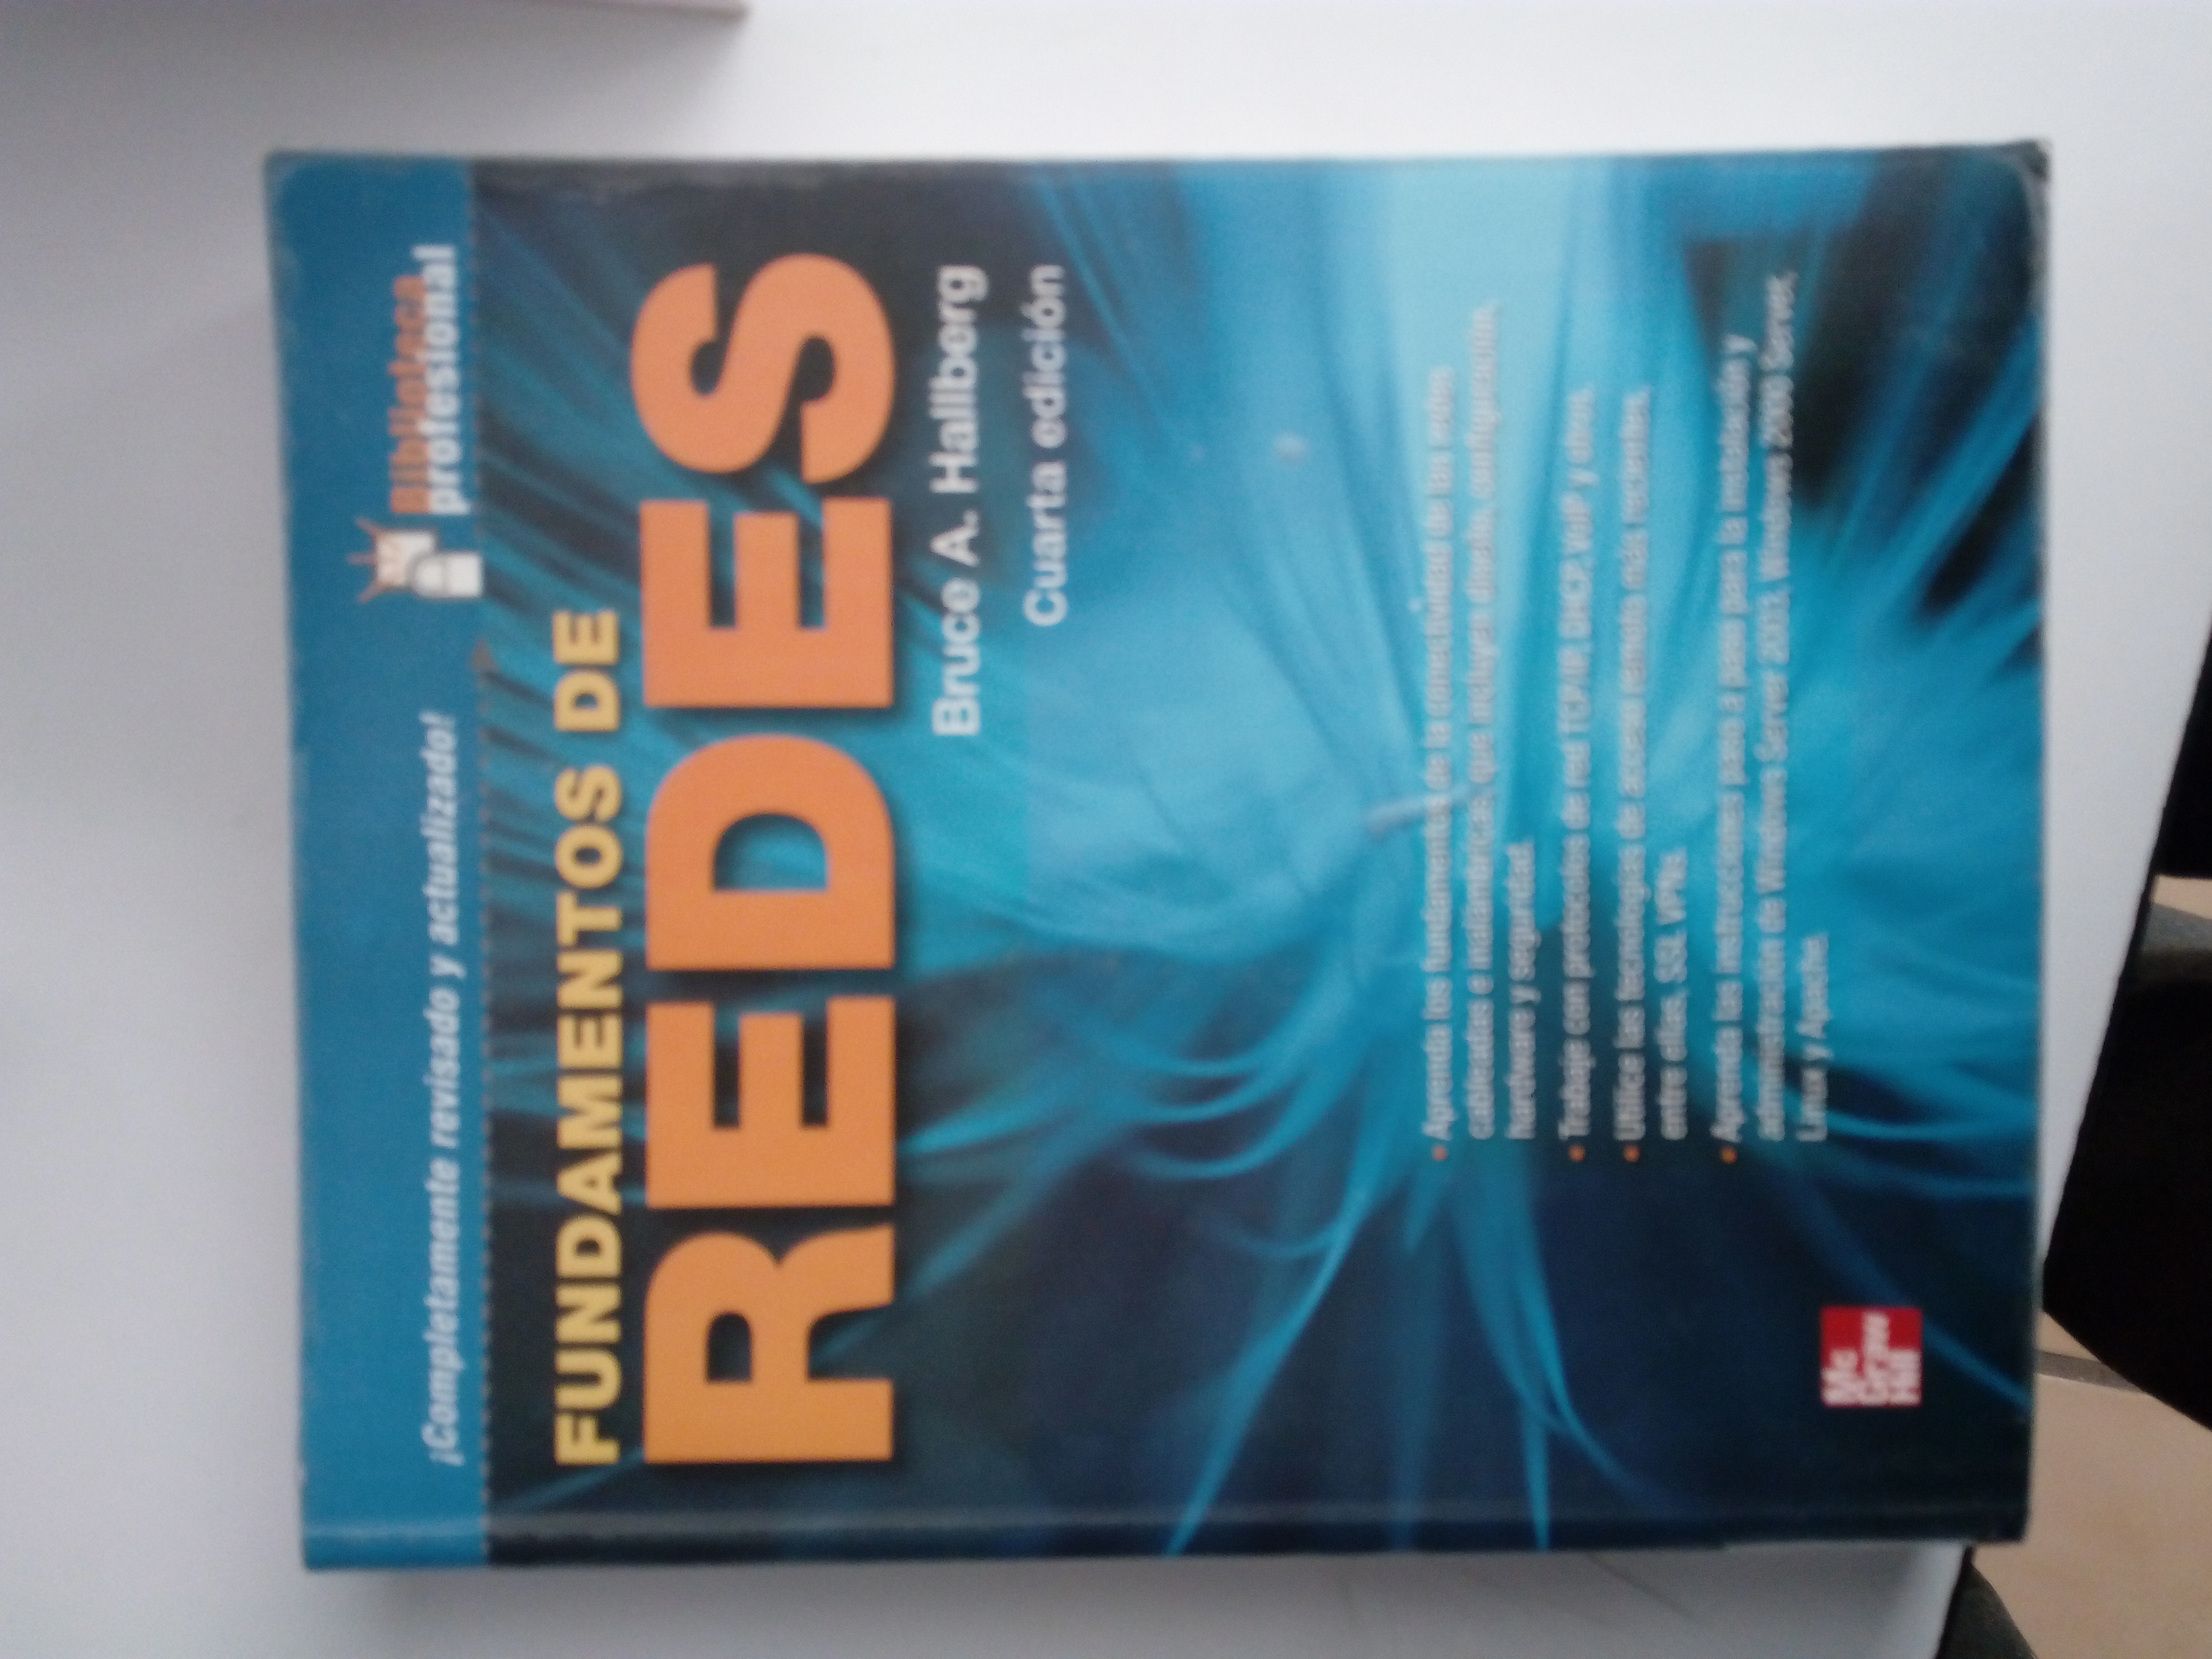 ¡Completamente revisado y actualizado!
Biblioteca
profesional
FUNDAMENTOS DE
REDES
Bruce A. Hallberg
Cuarta edición
• Aprenda los fundamentos de la conectividad de las redes
cableadas e inalámbricas, que incluyen diseño, configuración,
hardware y seguridad.
• Trabaje con protocolos de red TCP/IP, DHCP, VoIP y otros.
• Utilice las tecnologías de acceso remoto más recientes,
entre ellas, SSL VPNs.
• Aprenda las instrucciones paso a paso para la instalación y
administración de Windows Server 2003, Windows 2000 Server,
Linux y Apache.
Mc
Graw
Hill